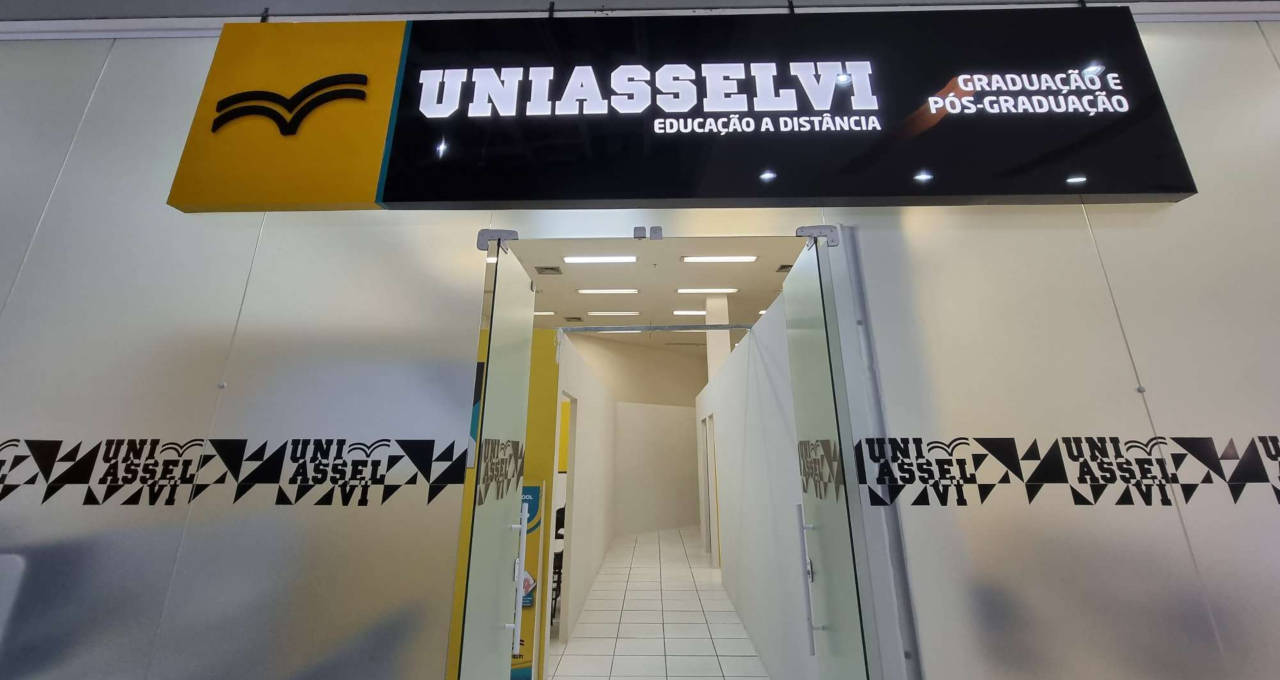 UNIASSELVI
EDUCAÇÃO A DISTÂNCIA
GRADUAÇÃO E
PÓS-GRADUAÇÃO
UNI
ASSEL
VI
UNI
ASSEL
VI
UNI
ASSEL
VI
UNI
ASSEL
VI